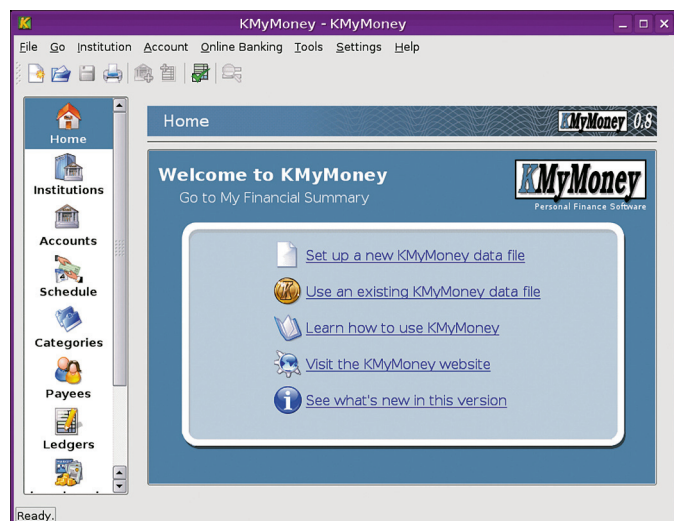 KMyMoney - KMyMoney
File Go Institution Account Online Banking Tools Settings Help
Home
Institutions
Accounts
Schedule
Categories
Payees
Ledgers
Home
KMyMoney 0.8
Welcome to KMyMoney
Go to My Financial Summary
KMyMoney
Personal Finance Software
Set up a new KMyMoney data file
Use an existing KMyMoney data file
Learn how to use KMyMoney
Visit the KMyMoney website
See what's new in this version
Ready.